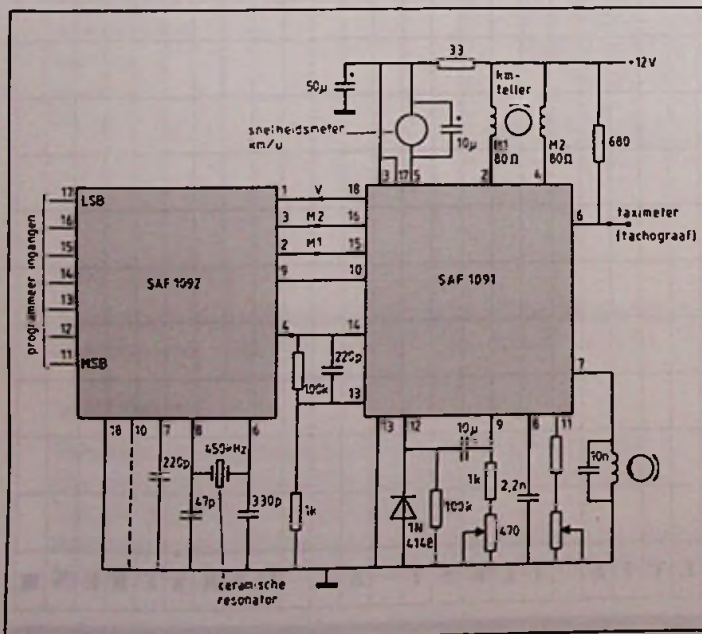 33
+12V
50µ
+
km-
teller
snelheidsmeter
km/u
+
10µ
M1
80Ω
M2
80Ω
680
3
17
5
2
4
17
LSB
1
V
18
16
3
M2
16
6
taximeter
(tachograaf)
15
2
M1
15
14
SAF 1092
9
10
SAF 1091
13
programmeer ingangen
12
4
14
11
MSB
100k
220p
13
7
18
10
7
8
6
13
12
10µ
9
8
11
220p
450kHz
47p
330p
1k
1N
4148
100k
1k
2,2n
470
10n
ceramische
resonator